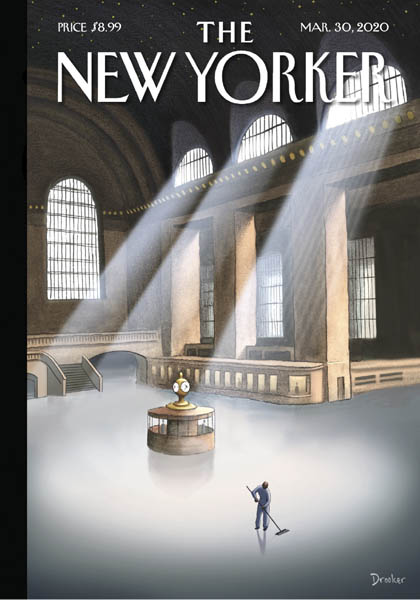 PRICE $8.99
THE
MAR. 30, 2020
NEW YORKER
Drooker